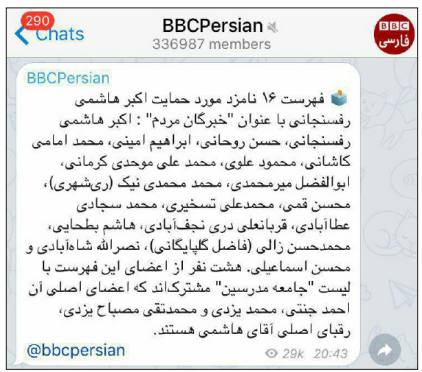 290
Chats
BBCPersian
336987 members
BBC
فارسی
BBCPersian
فهرست ۱۶ نامزد مورد حمایت اکبر هاشمی
رفسنجانی با عنوان "خبرگان مردم" : اکبر هاشمی
رفسنجانی، حسن روحانی، ابراهیم امینی، محمد امامی
کاشانی، محمود علوی، محمد علی موحدی کرمانی،
ابوالفضل میرمحمدی، محمد محمدی نیک (ری‌شهری)،
محسن قمی، محمدعلی تسخیری، محمد سجادی
عطاآبادی، قربانعلی دری نجف‌آبادی، هاشم بطحایی،
محمدحسن زالی (فاضل گلپایگانی)، نصرالله شاه‌آبادی و
محسن اسماعیلی. هشت نفر از اعضای این فهرست با
لیست "جامعه مدرسین" مشترک‌اند که اعضای اصلی آن
احمد جنتی، محمد یزدی و محمدتقی مصباح یزدی،
رقبای اصلی آقای هاشمی هستند.
@bbcpersian
29k 20:43